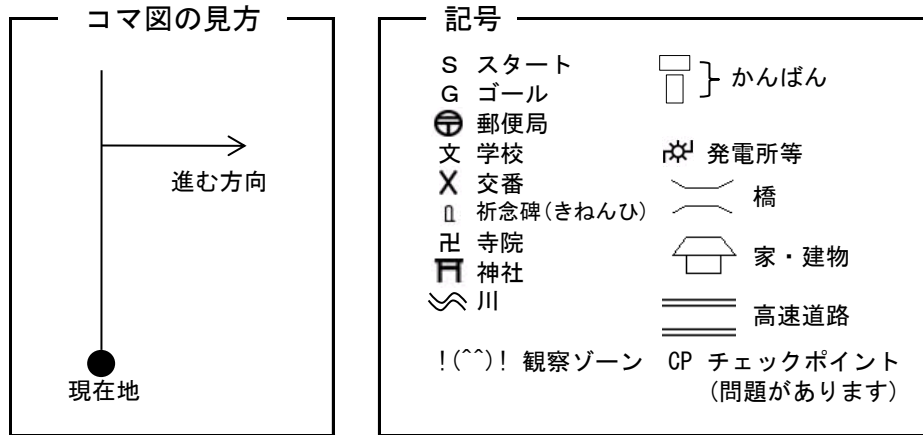 コマ図の見方
進む方向
現在地
記号
S スタート
G ゴール
〒 郵便局
文 学校
X 交番
祈念碑(きねんひ)
卍 寺院
神社
川
!(^^)! 観察ゾーン
かんばん
発電所等
橋
家・建物
高速道路
CP チェックポイント
(問題があります)